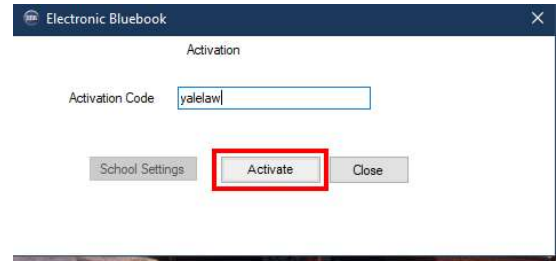 Electronic Bluebook
Activation
Activation Code yalelaw
School Settings Activate Close